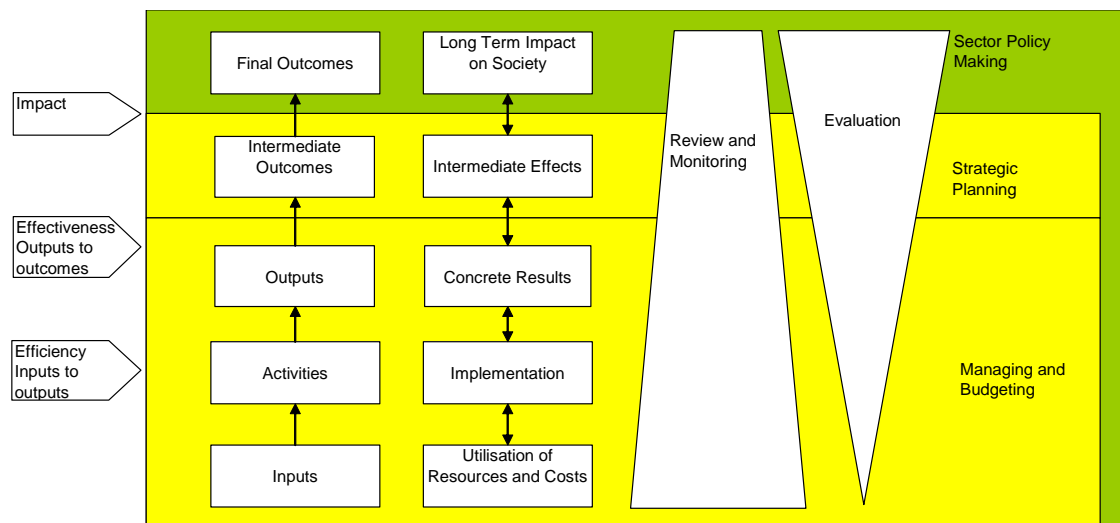 Final Outcomes
Long Term Impact
on Society
Sector Policy
Making
Impact
Intermediate
Outcomes
Intermediate Effects
Review and
Monitoring
Evaluation
Strategic
Planning
Effectiveness
Outputs to
outcomes
Outputs
Concrete Results
Efficiency
Inputs to
outputs
Activities
Implementation
Managing and
Budgeting
Inputs
Utilisation of
Resources and Costs